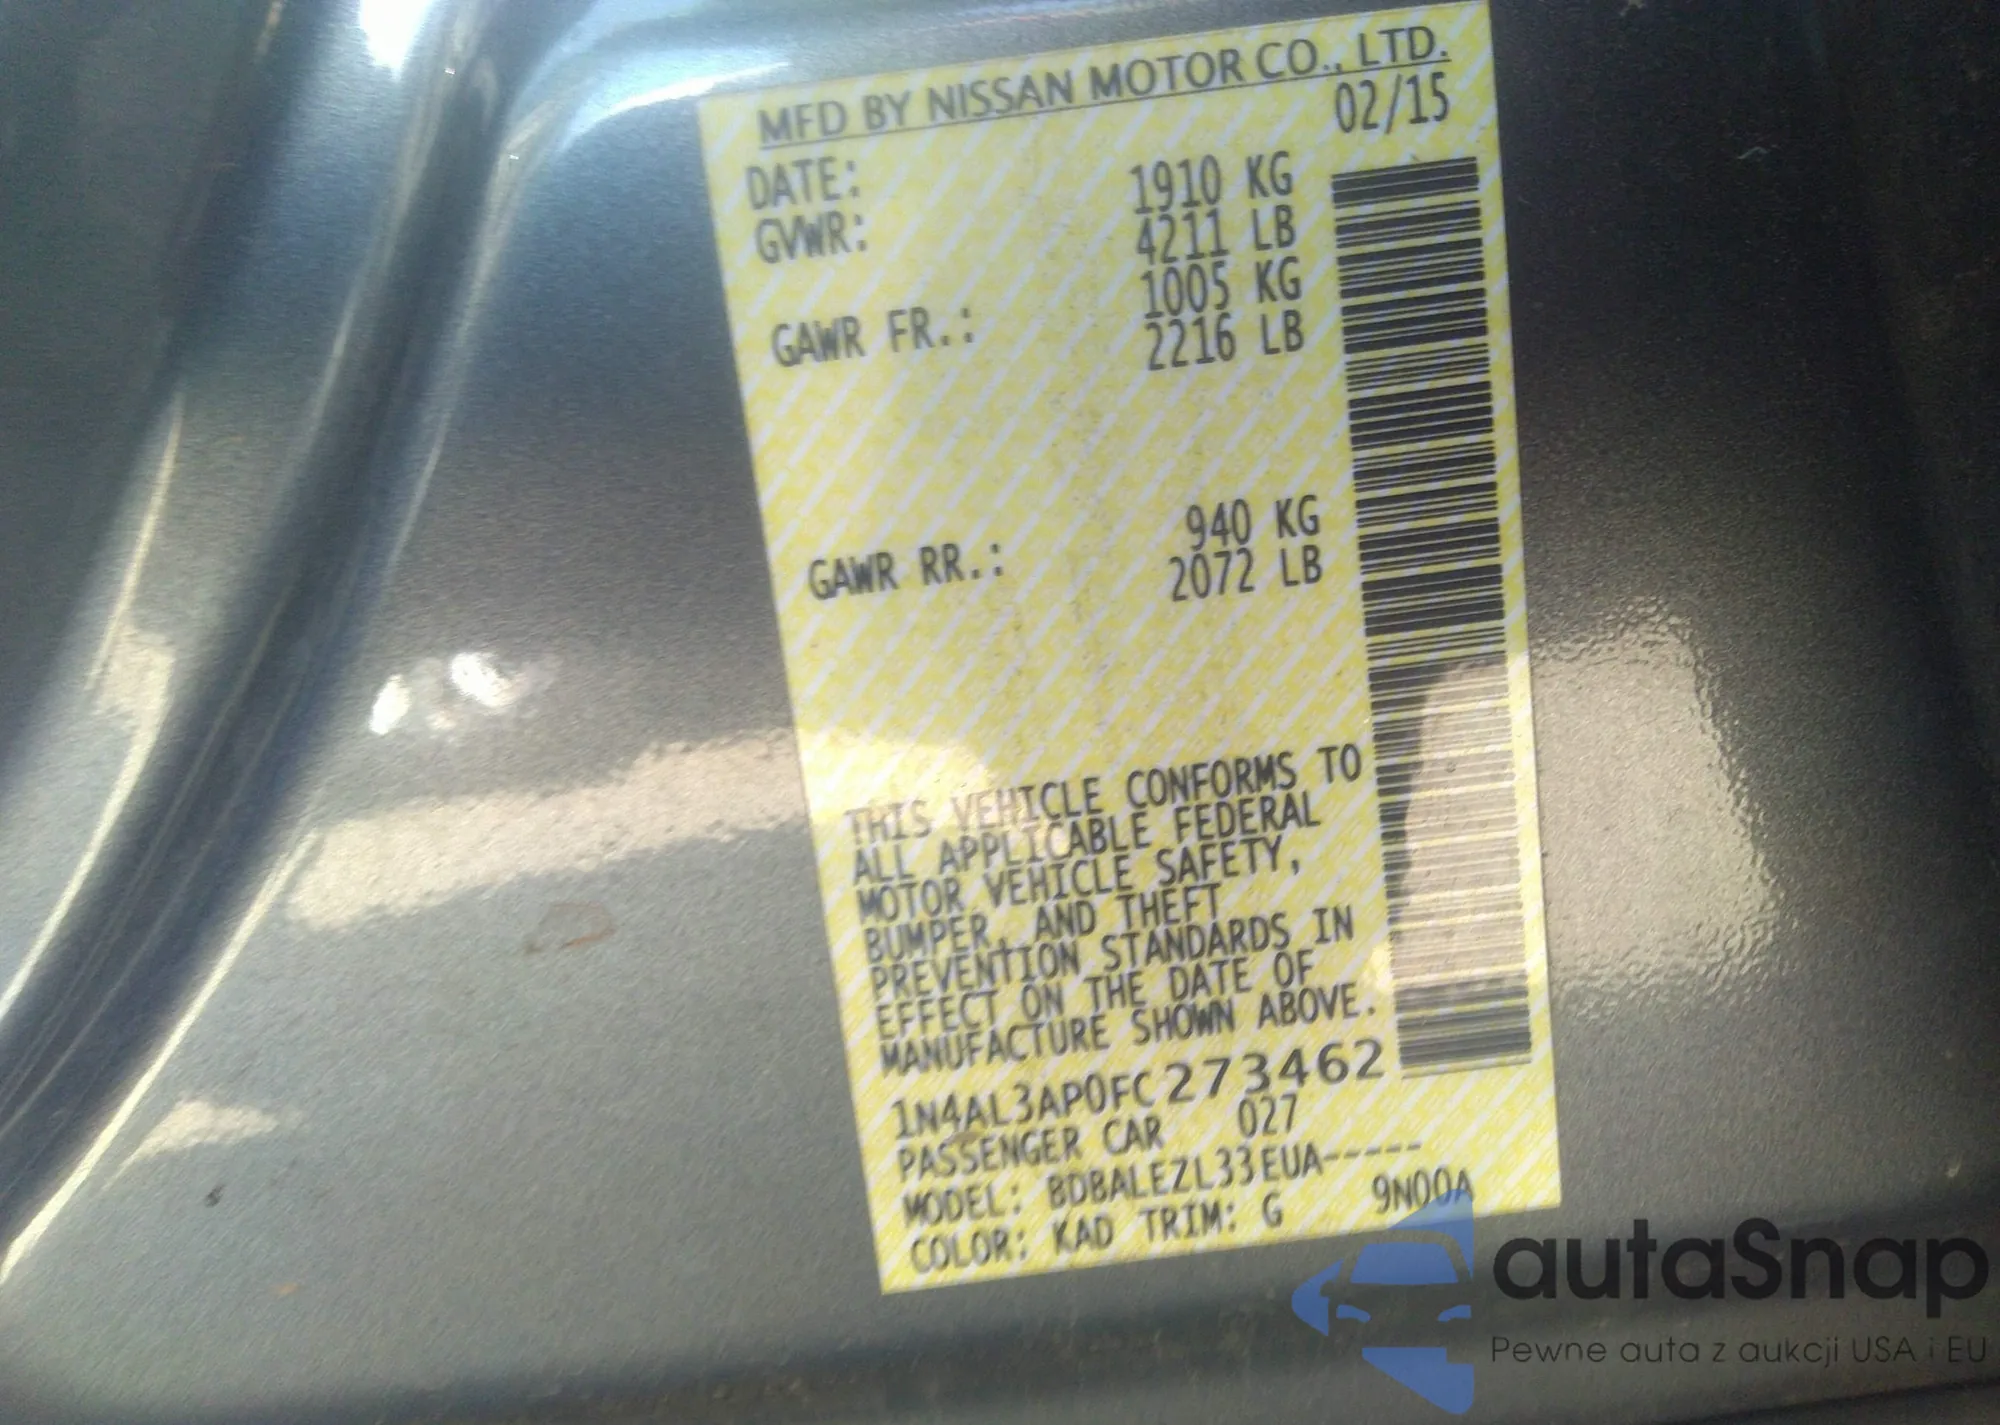 MFD BY NISSAN MOTOR CO., LTD.
DATE: 02/15
GVWR: 1910 KG
4211 LB
GAWR FR.: 1005 KG
2216 LB
GAWR RR.: 940 KG
2072 LB
THIS VEHICLE CONFORMS TO
ALL APPLICABLE FEDERAL
MOTOR VEHICLE SAFETY,
BUMPER, AND THEFT
PREVENTION STANDARDS IN
EFFECT ON THE DATE OF
MANUFACTURE SHOWN ABOVE.
1N4AL3AP0FC273462
PASSENGER CAR 027
MODEL: BDBALEZL33EUA-----
COLOR: KAD TRIM: G 9N00A
autaSnap
Pewne auta z aukcji USA i EU